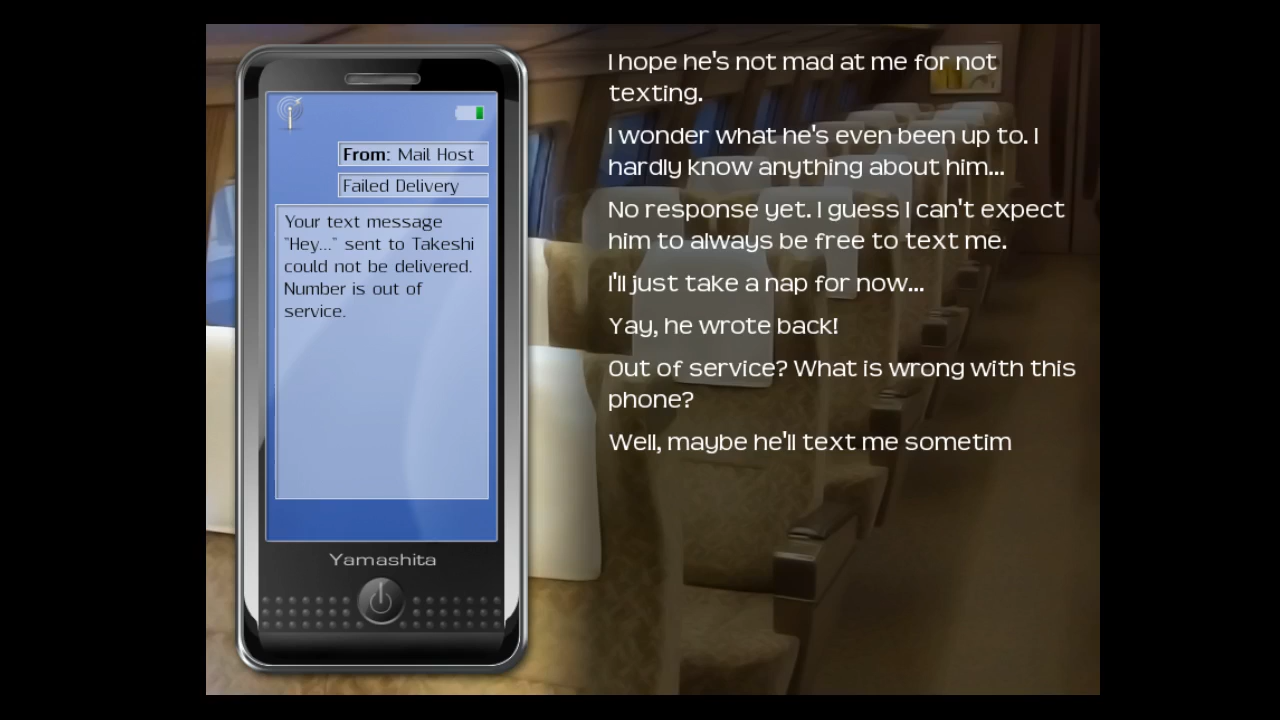 From: Mail Host
Failed Delivery
Your text message
"Hey..." sent to Takeshi
could not be delivered.
Number is out of
service.
Yamashita
I hope he's not mad at me for not
texting.
I wonder what he's even been up to. I
hardly know anything about him...
No response yet. I guess I can't expect
him to always be free to text me.
I'll just take a nap for now...
Yay, he wrote back!
Out of service? What is wrong with this
phone?
Well, maybe he'll text me sometim